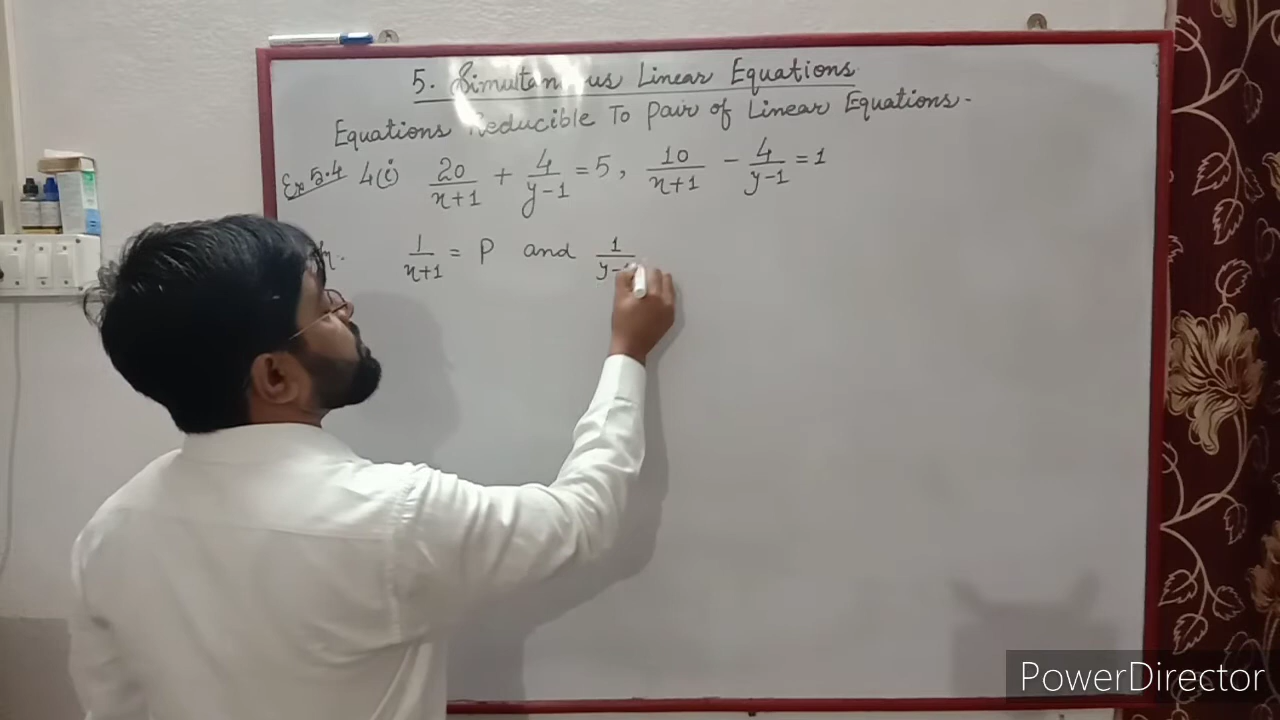 5. Simultaneous Linear Equations
Equations Reducible To Pair of Linear Equations.
Ex 5.4 4(i) 20/(x+1) + 4/(y-1) = 5, 10/(x+1) - 4/(y-1) = 1
1/(x+1) = P and 1/(y-1)
PowerDirector